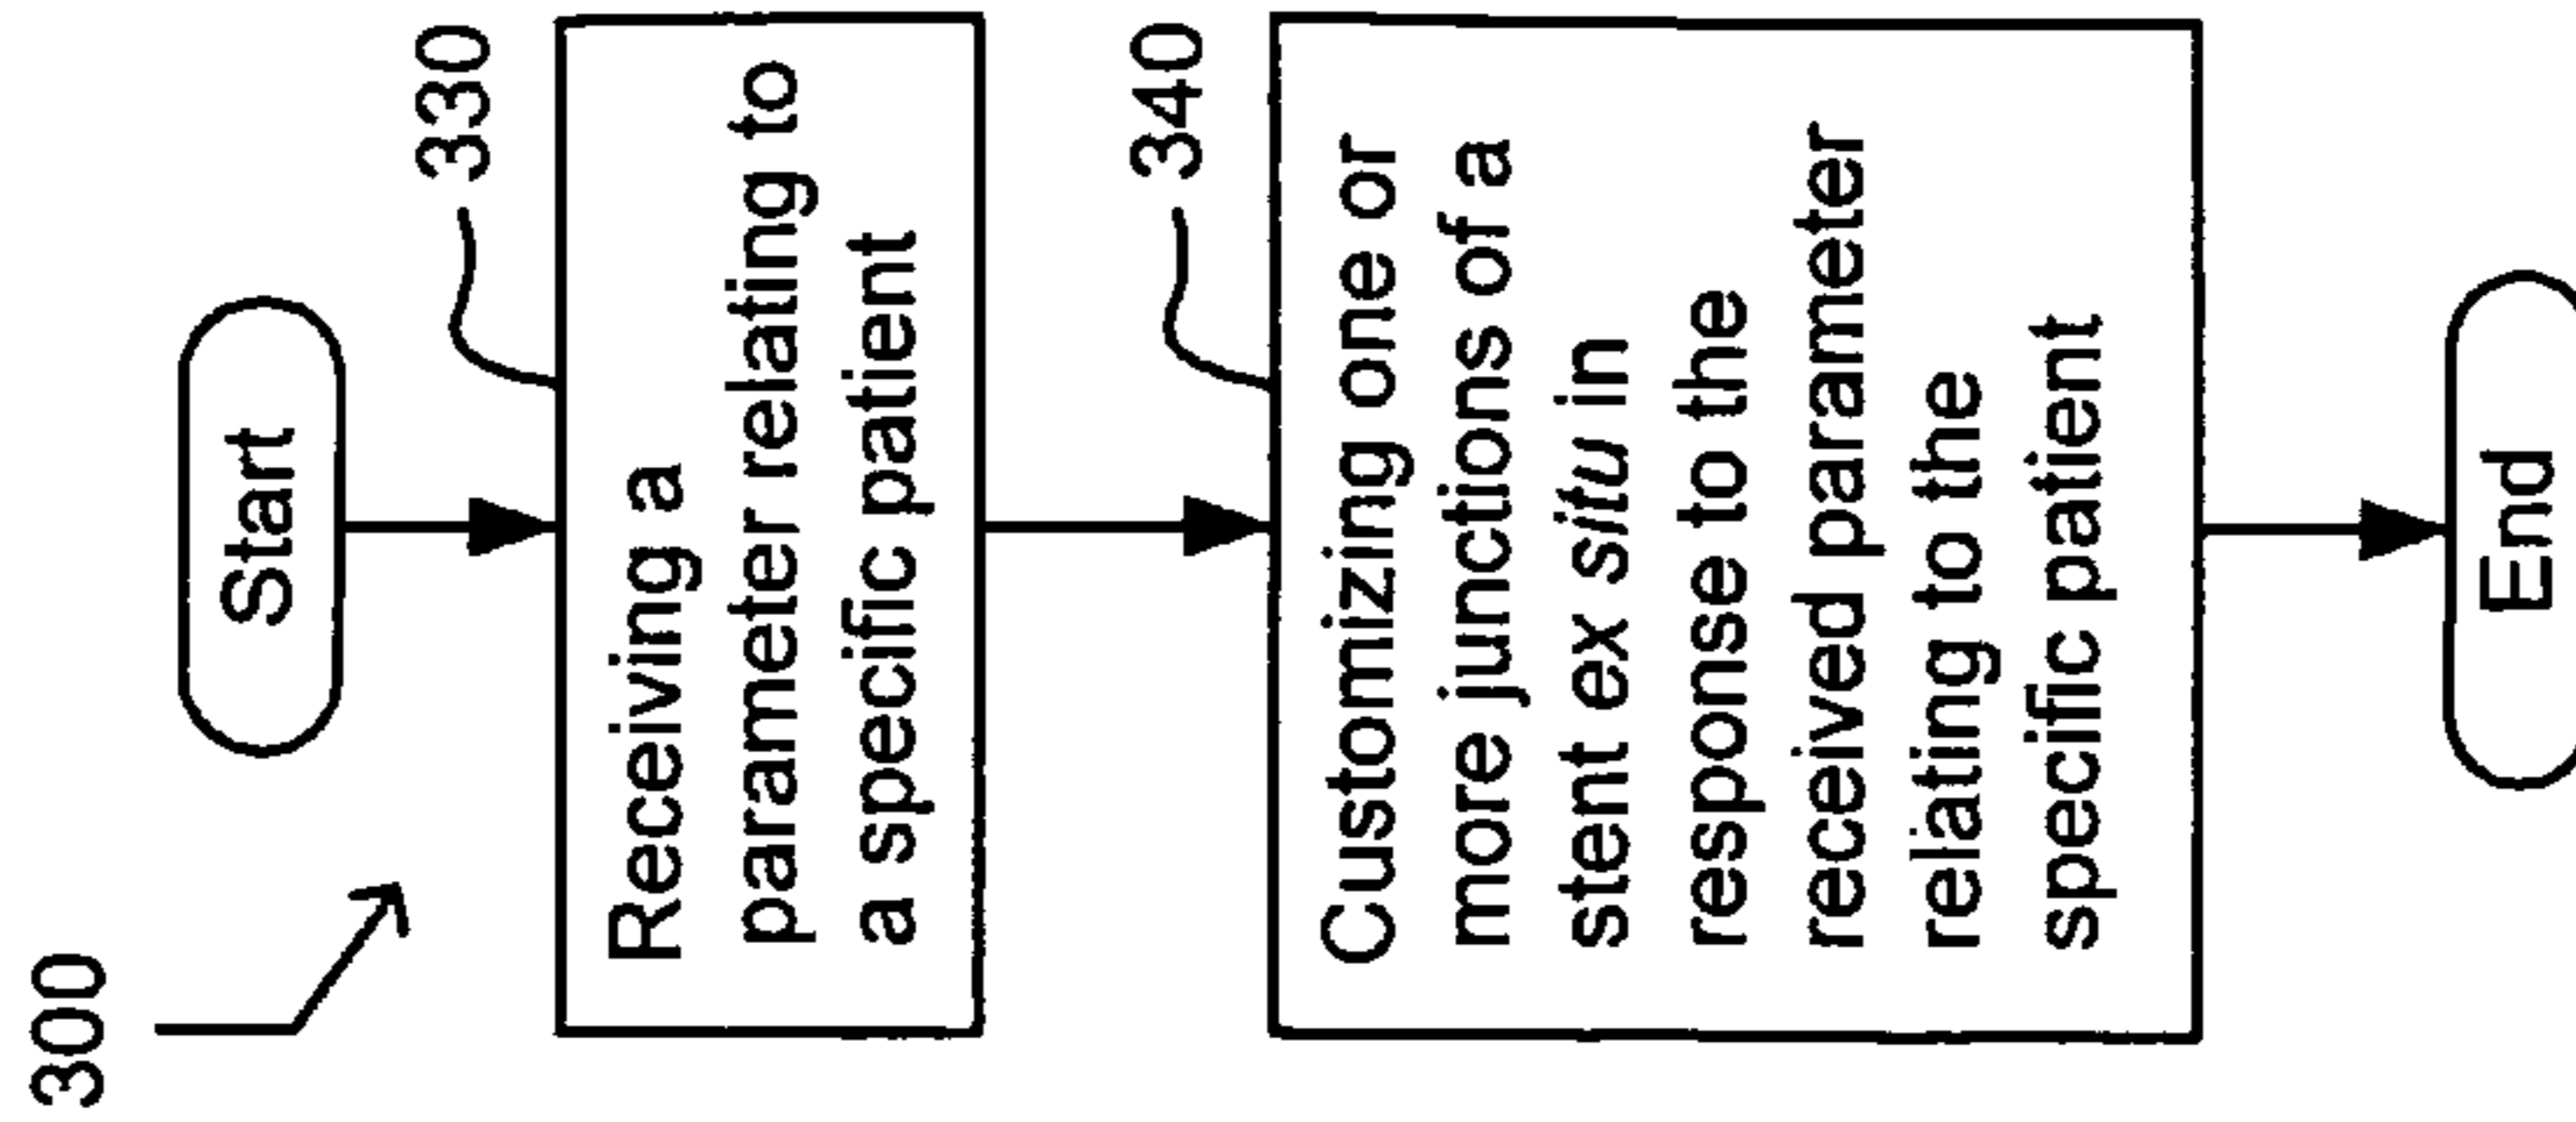 300
Start
330
Receiving a
parameter relating to
a specific patient
340
Customizing one or
more junctions of a
stent ex situ in
response to the
received parameter
relating to the
specific patient
End